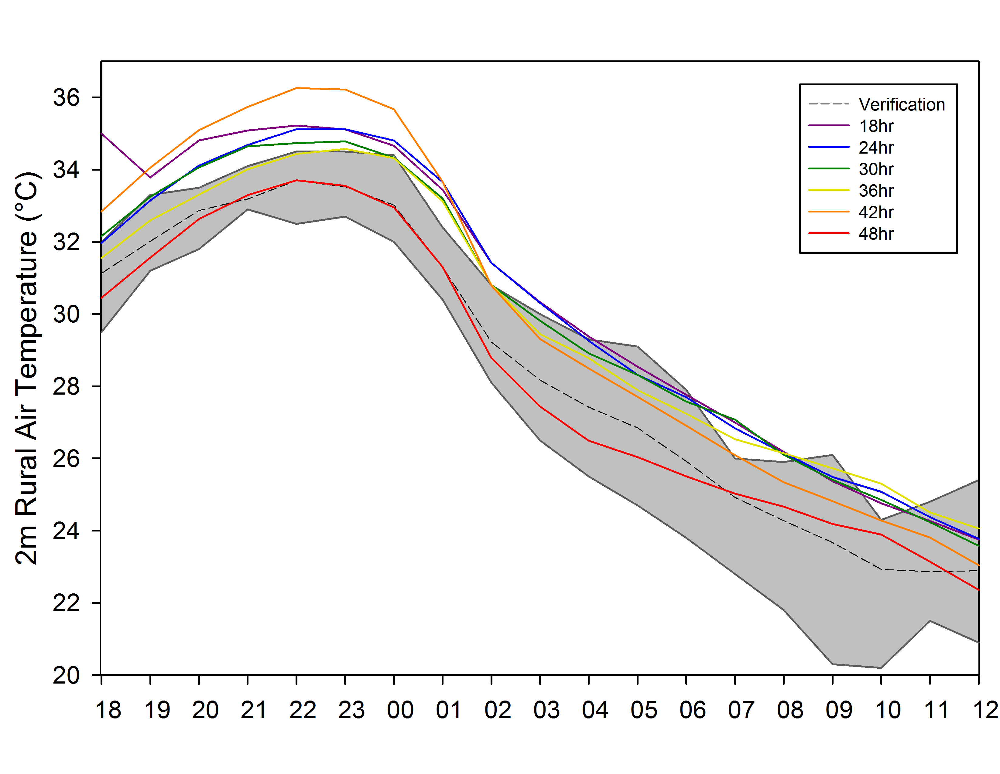 2m Rural Air Temperature (°C)
36
34
32
30
28
26
24
22
20
Verification
18hr
24hr
30hr
36hr
42hr
48hr
18 19 20 21 22 23 00 01 02 03 04 05 06 07 08 09 10 11 12